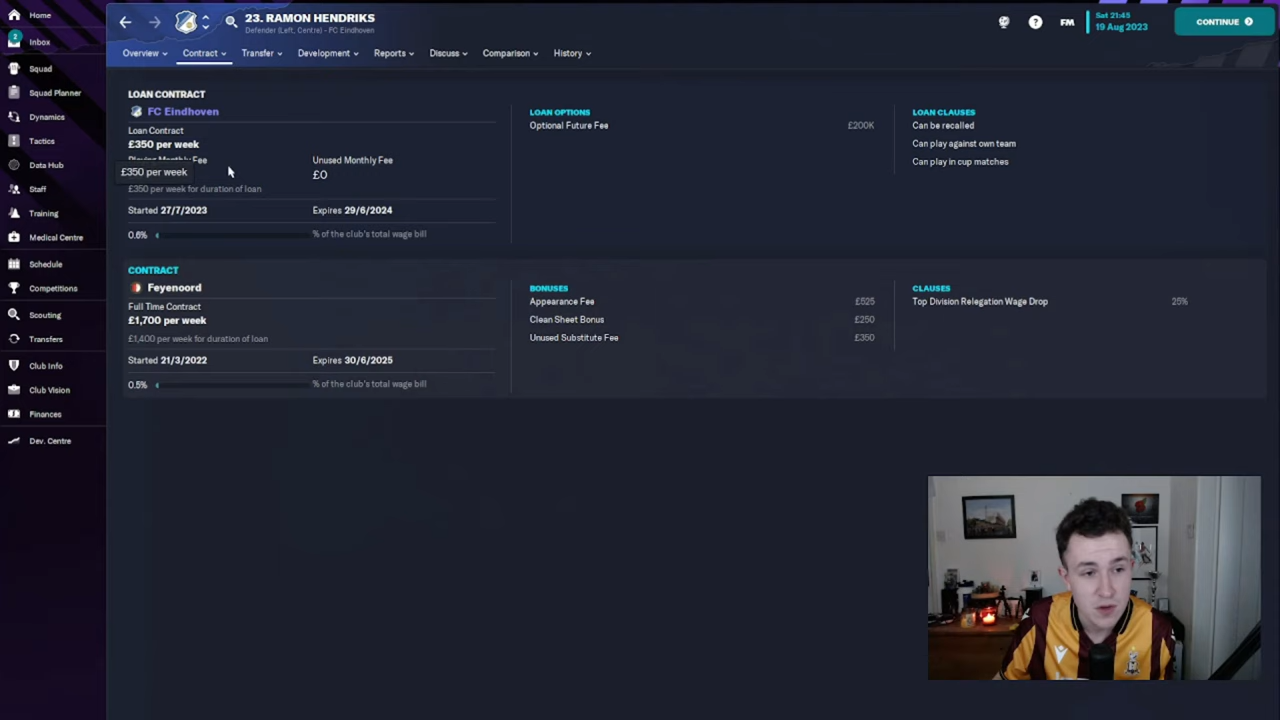 Home
2
Inbox
Squad
Squad Planner
Dynamics
Tactics
Data Hub
Staff
Training
Medical Centre
Schedule
Competitions
Scouting
Transfers
Club Info
Club Vision
Finances
Dev. Centre
23. RAMON HENDRIKS
Defender (Left, Centre) - FC Eindhoven
FM
Sat 21:45
19 Aug 2023
CONTINUE
Overview
Contract
Transfer
Development
Reports
Discuss
Comparison
History
LOAN CONTRACT
FC Eindhoven
Loan Contract
£350 per week
Playing Monthly Fee
£350 per week
Unused Monthly Fee
£0
£350 per week for duration of loan
Started 27/7/2023
Expires 29/6/2024
0.6%
% of the club's total wage bill
LOAN OPTIONS
Optional Future Fee £200K
LOAN CLAUSES
Can be recalled
Can play against own team
Can play in cup matches
CONTRACT
Feyenoord
Full Time Contract
£1,700 per week
£1,400 per week for duration of loan
Started 21/3/2022
Expires 30/6/2025
0.5%
% of the club's total wage bill
BONUSES
Appearance Fee £525
Clean Sheet Bonus £250
Unused Substitute Fee £350
CLAUSES
Top Division Relegation Wage Drop 25%